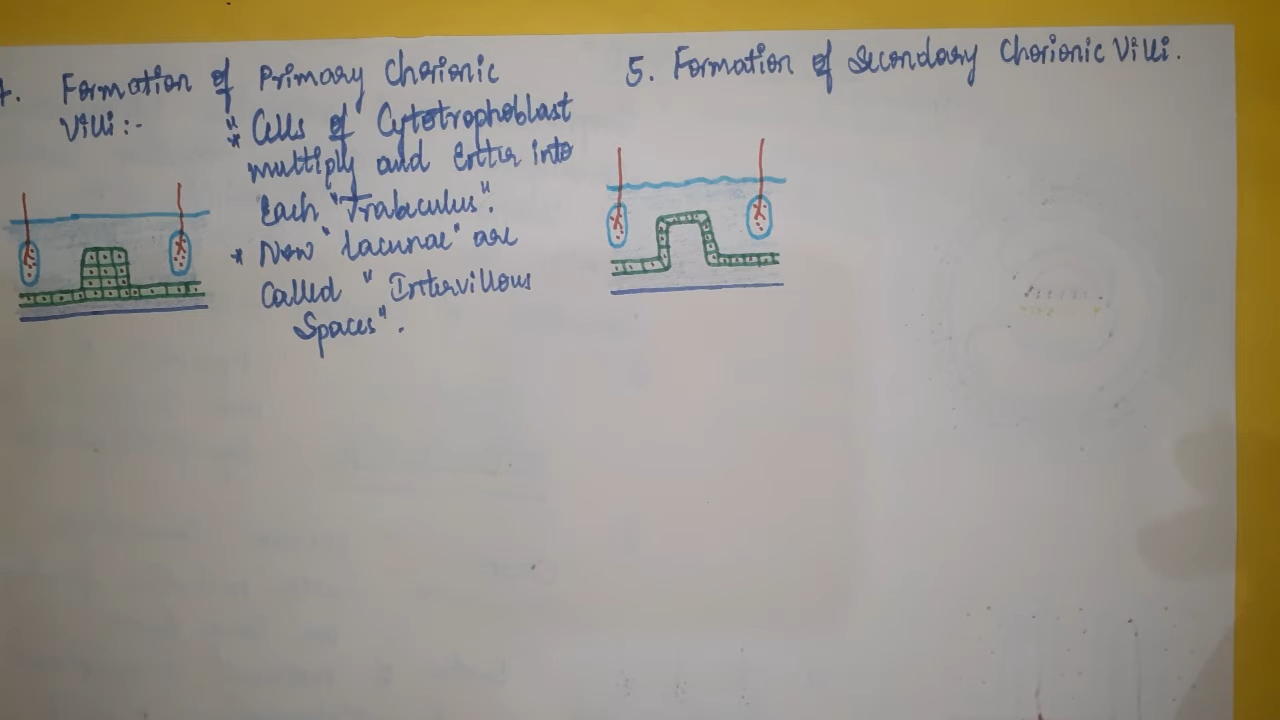 4. Formation of Primary Chorionic
Villi :-
* Cells of Cytotrophoblast
multiply and Enter into
Each "Trabaculus".
* Now "lacunae" are
Called "Intervillous
Spaces".
5. Formation of Secondary Chorionic Villi.